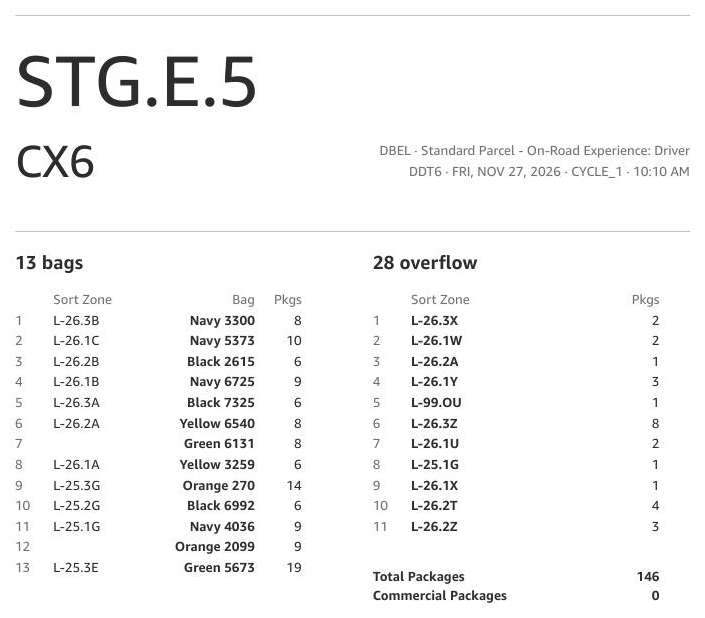 STG.E.5
CX6
DBEL · Standard Parcel - On-Road Experience: Driver
DDT6 · FRI, NOV 27, 2026 · CYCLE_1 · 10:10 AM
13 bags
Sort Zone Bag Pkgs
1 L-26.3B Navy 3300 8
2 L-26.1C Navy 5373 10
3 L-26.2B Black 2615 6
4 L-26.1B Navy 6725 9
5 L-26.3A Black 7325 6
6 L-26.2A Yellow 6540 8
7 Green 6131 8
8 L-26.1A Yellow 3259 6
9 L-25.3G Orange 270 14
10 L-25.2G Black 6992 6
11 L-25.1G Navy 4036 9
12 Orange 2099 9
13 L-25.3E Green 5673 19
28 overflow
Sort Zone Pkgs
1 L-26.3X 2
2 L-26.1W 2
3 L-26.2A 1
4 L-26.1Y 3
5 L-99.OU 1
6 L-26.3Z 8
7 L-26.1U 2
8 L-25.1G 1
9 L-26.1X 1
10 L-26.2T 4
11 L-26.2Z 3
Total Packages 146
Commercial Packages 0